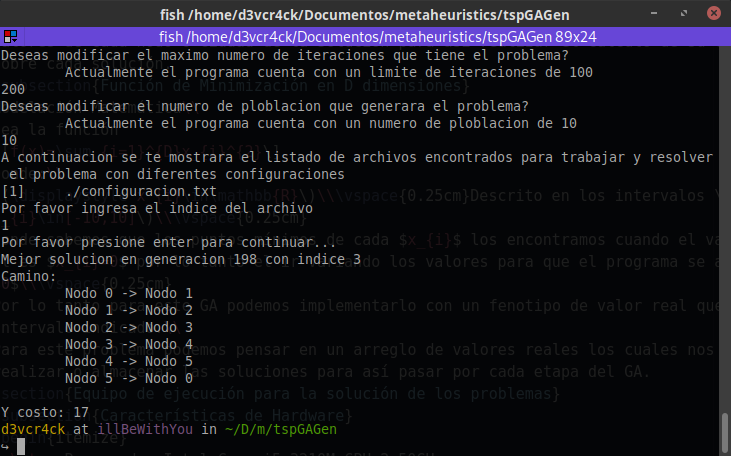 fish /home/d3vcr4ck/Documentos/metaheuristics/tspGAGen
fish /home/d3vcr4ck/Documentos/metaheuristics/tspGAGen 89x24
Deseas modificar el maximo numero de iteraciones que tiene el problema?
Actualmente el programa cuenta con un limite de iteraciones de 100
200
Deseas modificar el numero de ploblacion que generara el problema?
Actualmente el programa cuenta con un numero de ploblacion de 10
10
A continuacion se te mostrara el listado de archivos encontrados para trabajar y resolver
el problema con diferentes configuraciones
[1] ./configuracion.txt
Por favor ingresa el indice del archivo
1
Por favor presione enter para continuar...
Mejor solucion en generacion 198 con indice 3
Camino:
Nodo 0 -> Nodo 1
Nodo 1 -> Nodo 2
Nodo 2 -> Nodo 3
Nodo 3 -> Nodo 4
Nodo 4 -> Nodo 5
Nodo 5 -> Nodo 0
Y costo: 17
d3vcr4ck at illBeWithYou in ~/D/m/tspGAGen
↪